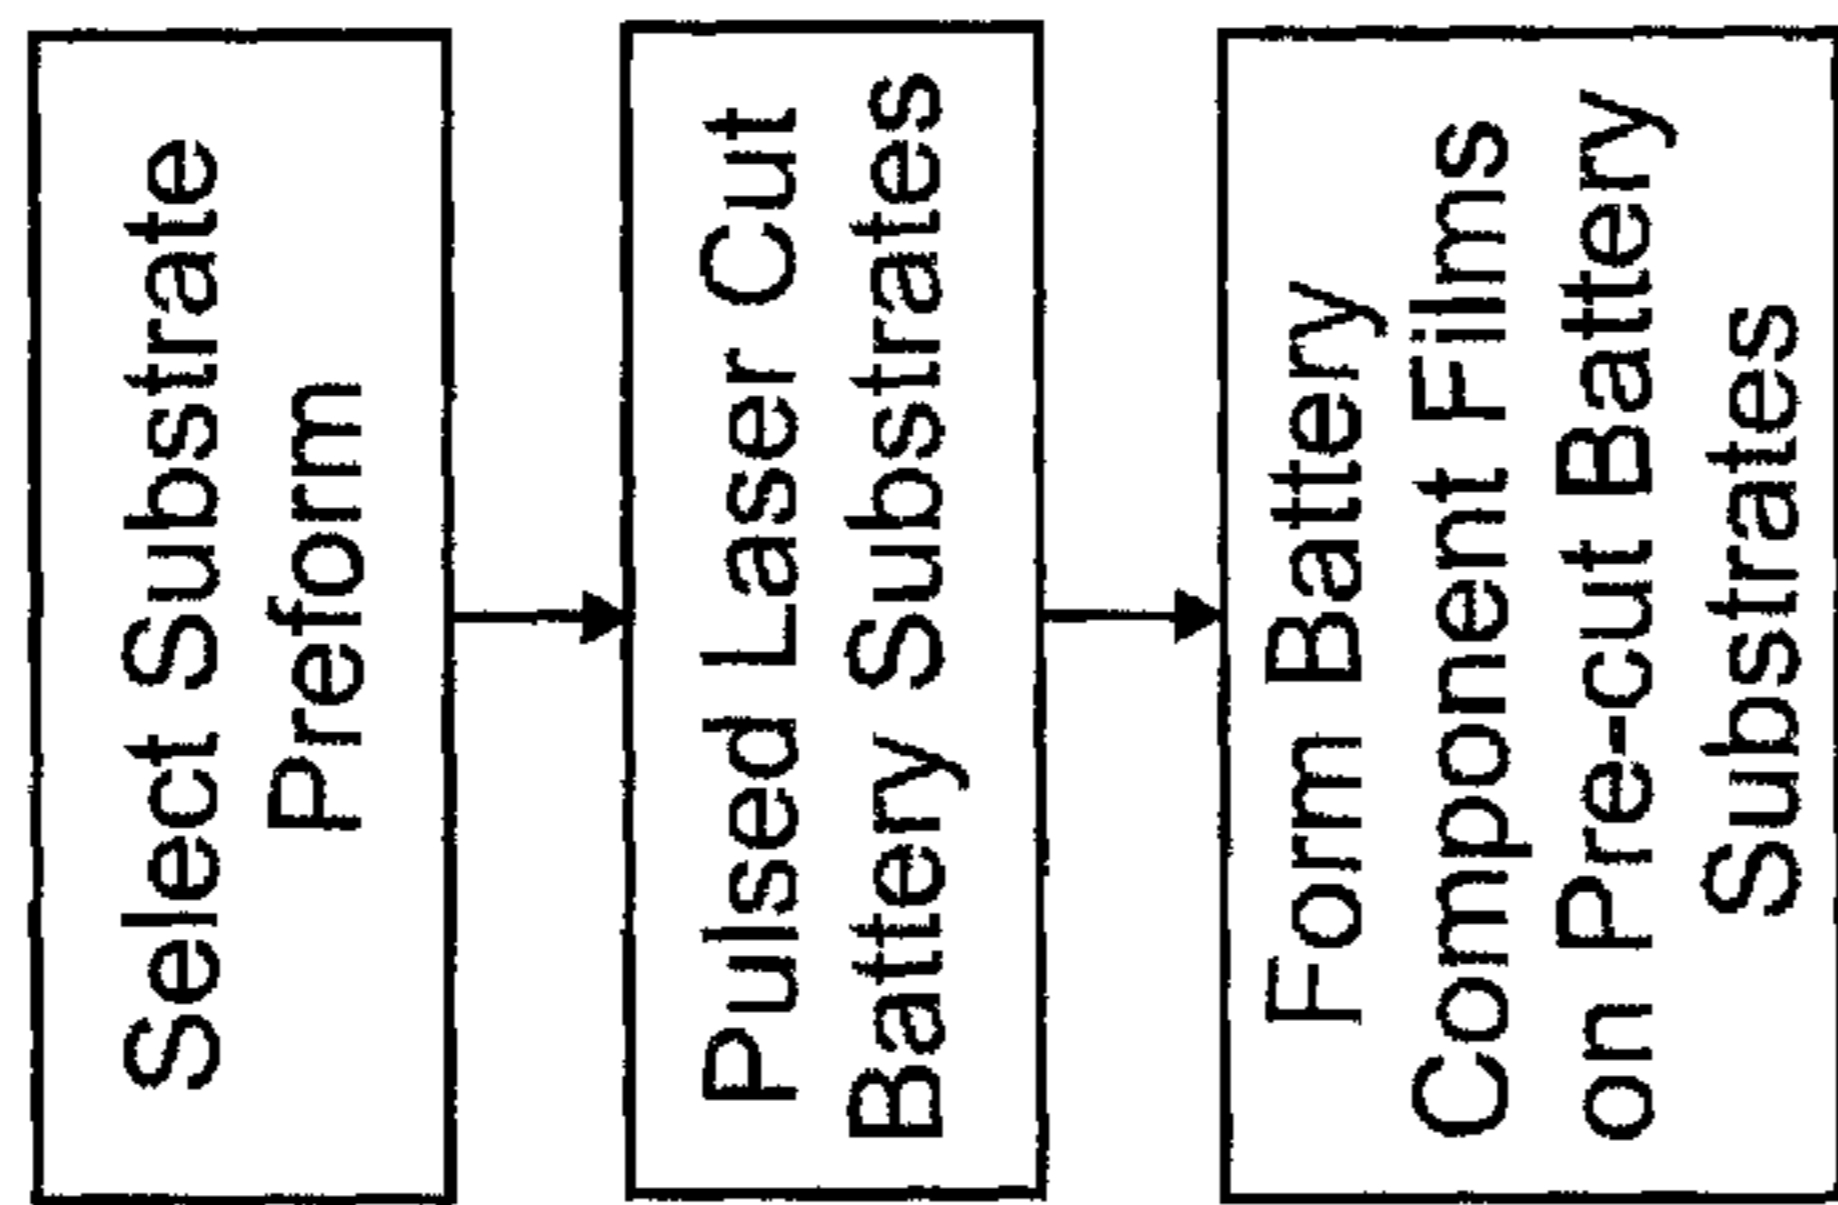 Select Substrate
Preform
Pulsed Laser Cut
Battery Substrates
Form Battery
Component Films
on Pre-cut Battery
Substrates